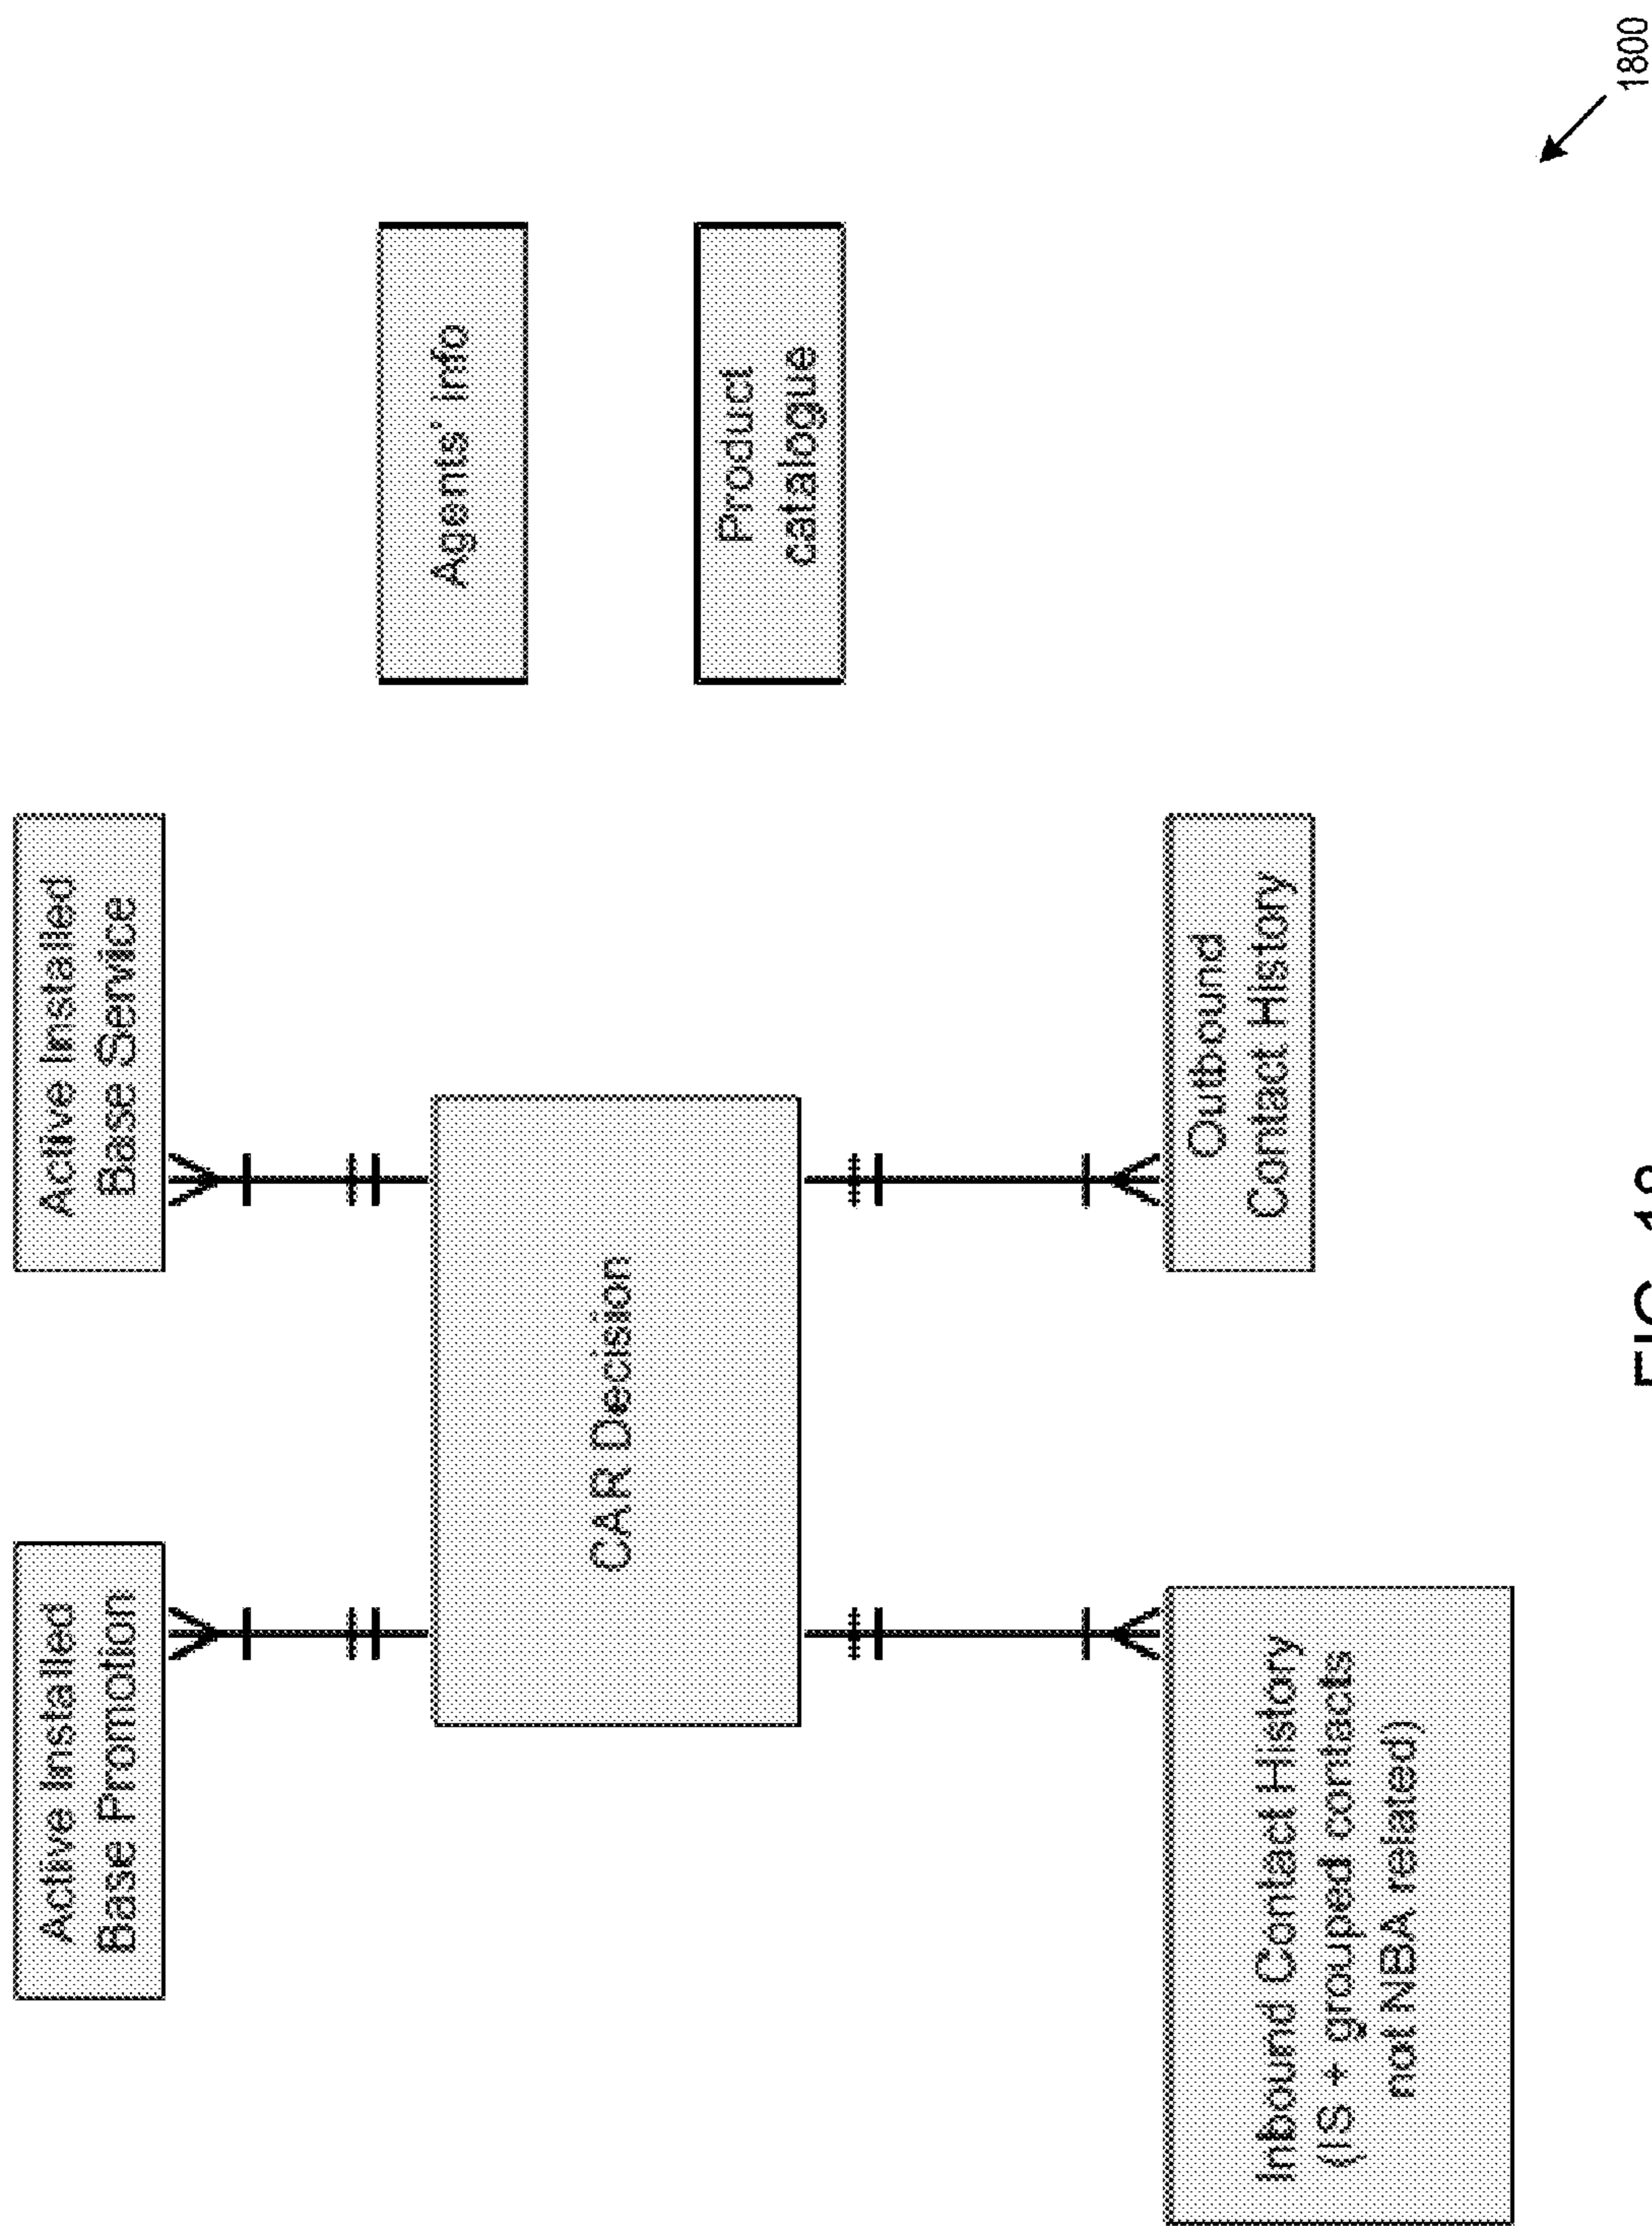 Active Installed
Base Promotion
Active Installed
Base Service
Agents' info
CAR Decision
Product
catalogue
Inbound Contact History
(IS + grouped contacts
not NBA related)
Outbound
Contact History
1800
FIG